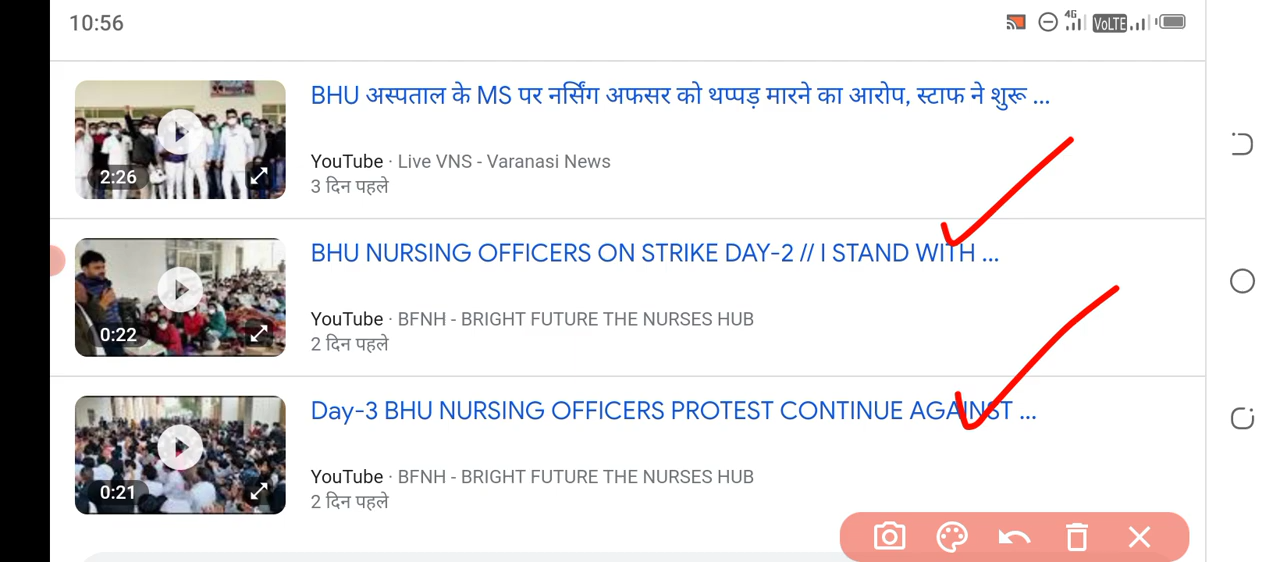 10:56
4G
VoLTE
BHU अस्पताल के MS पर नर्सिंग अफसर को थप्पड़ मारने का आरोप, स्टाफ ने शुरू ...
YouTube · Live VNS - Varanasi News
2:26
3 दिन पहले
BHU NURSING OFFICERS ON STRIKE DAY-2 // I STAND WITH ...
YouTube · BFNH - BRIGHT FUTURE THE NURSES HUB
0:22
2 दिन पहले
Day-3 BHU NURSING OFFICERS PROTEST CONTINUE AGAINST ...
YouTube · BFNH - BRIGHT FUTURE THE NURSES HUB
0:21
2 दिन पहले